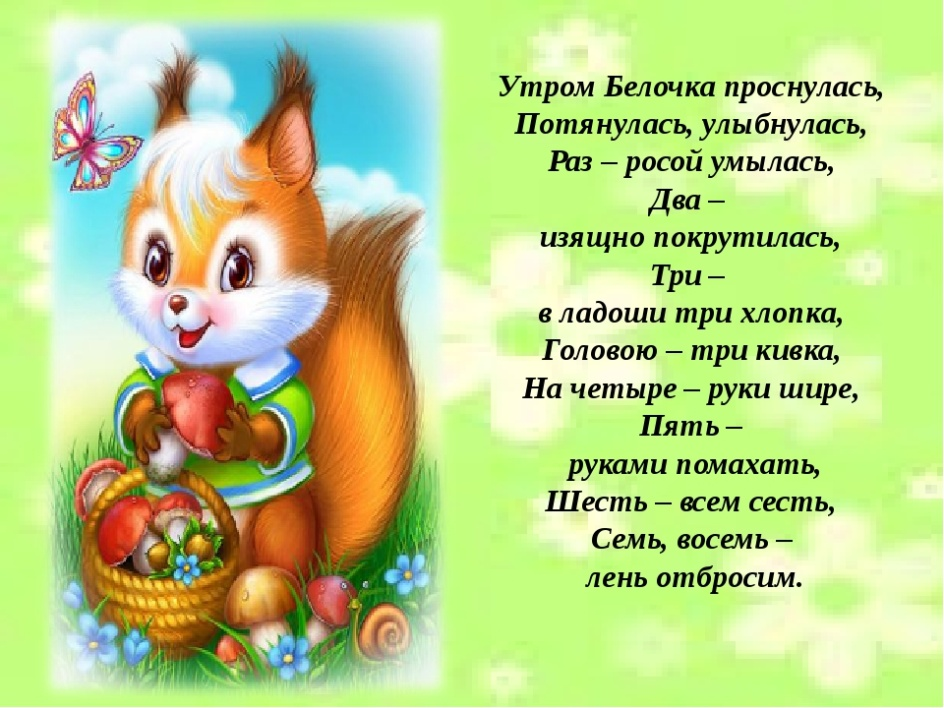 Утром Белочка проснулась,
Потянулась, улыбнулась,
Раз – росой умылась,
Два –
изящно покрутилась,
Три –
в ладоши три хлопка,
Головою – три кивка,
На четыре – руки шире,
Пять –
руками помахать,
Шесть – всем сесть,
Семь, восемь –
лень отбросим.